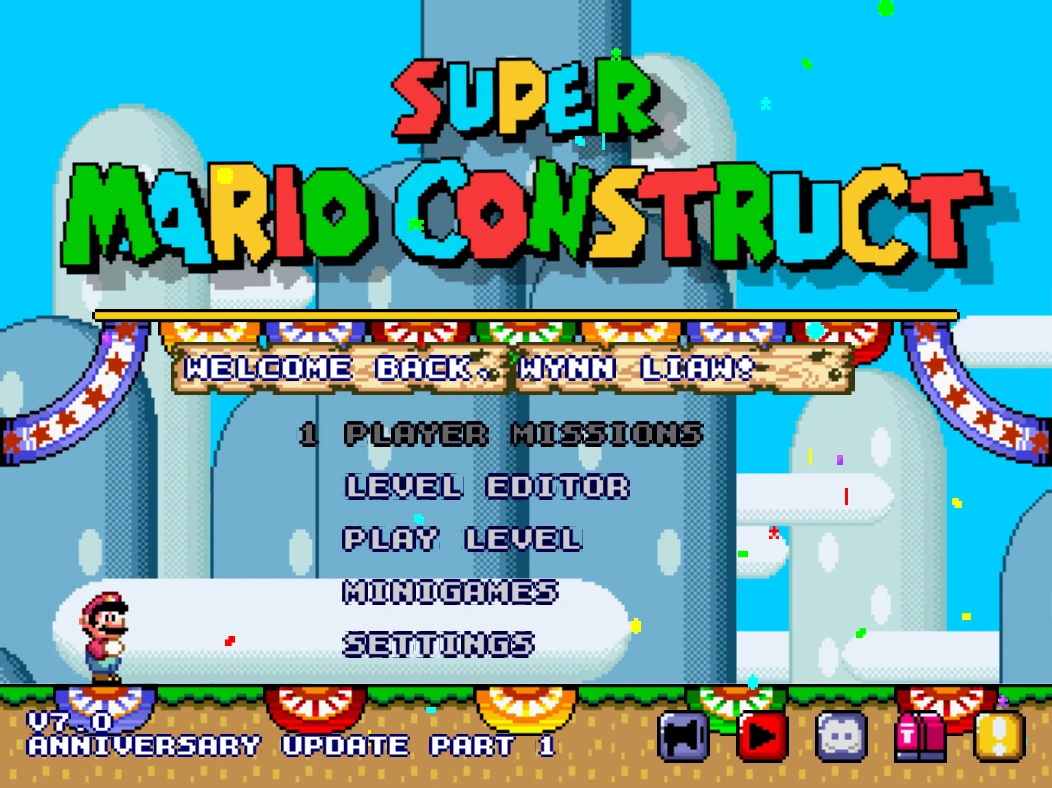 SUPER
MARIO CONSTRUCT
WELCOME BACK, WYNN LIAW!
1 PLAYER MISSIONS
LEVEL EDITOR
PLAY LEVEL
MINIGAMES
SETTINGS
V7.0
ANNIVERSARY UPDATE PART 1
T
!